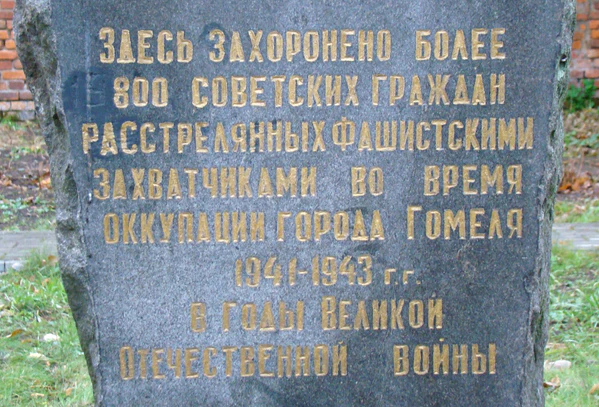 Здесь захоронено более
800 советских граждан
расстрелянных фашистскими
захватчиками во время
оккупации города Гомеля
1941-1943 г.г.
в годы Великой
Отечественной войны